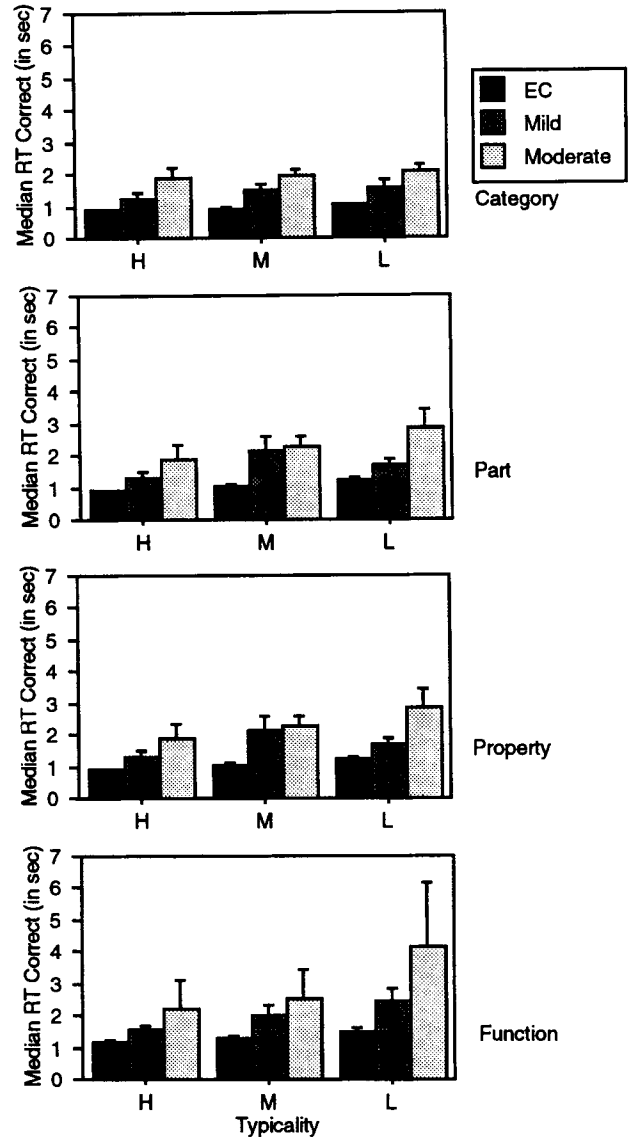 Median RT Correct (in sec)
7
6
5
4
3
2
1
0
H M L
EC
Mild
Moderate
Category
Median RT Correct (in sec)
7
6
5
4
3
2
1
0
H M L
Part
Median RT Correct (in sec)
7
6
5
4
3
2
1
0
H M L
Property
Median RT Correct (in sec)
7
6
5
4
3
2
1
0
H M L
Typicality
Function